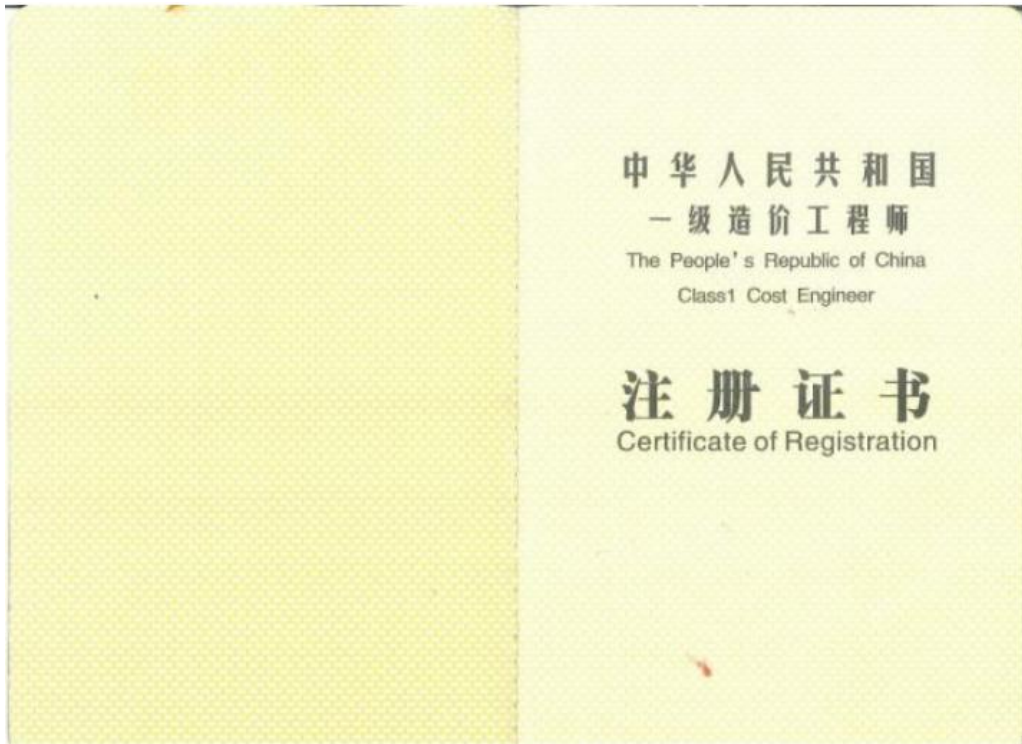 中华人民共和国
一级造价工程师
The People's Republic of China
Class1 Cost Engineer
注册证书
Certificate of Registration